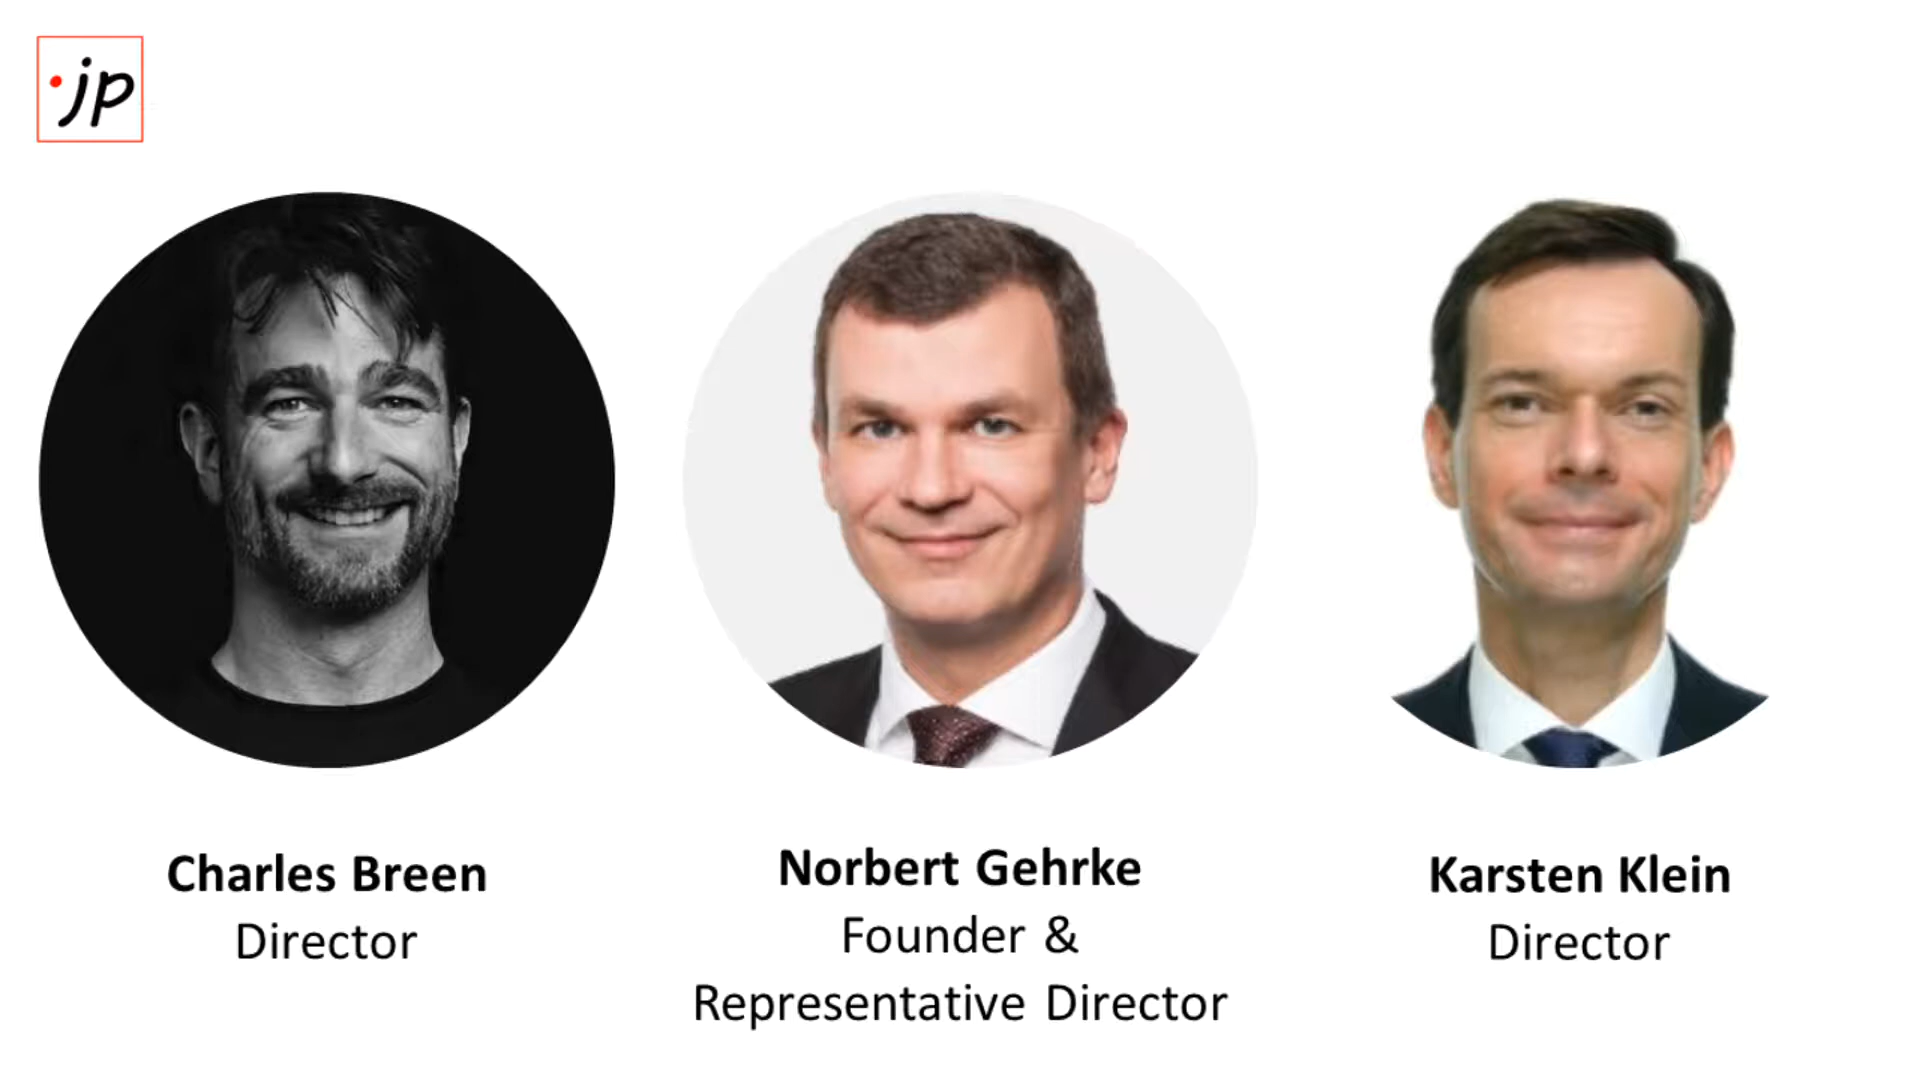 .jp
Charles Breen
Director
Norbert Gehrke
Founder &
Representative Director
Karsten Klein
Director